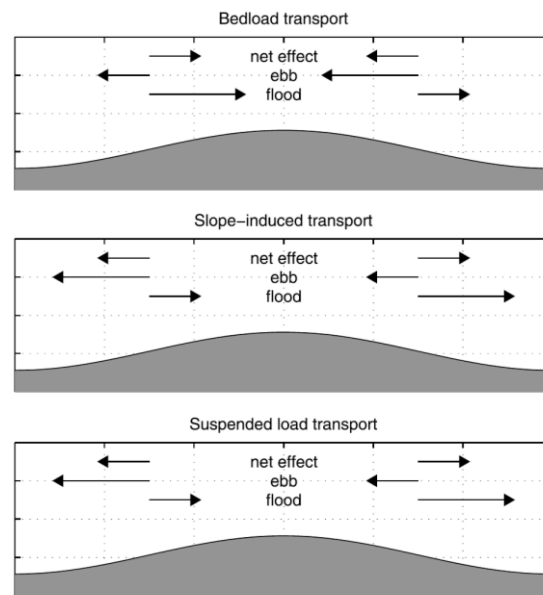 Bedload transport
net effect
ebb
flood
Slope−induced transport
net effect
ebb
flood
Suspended load transport
net effect
ebb
flood